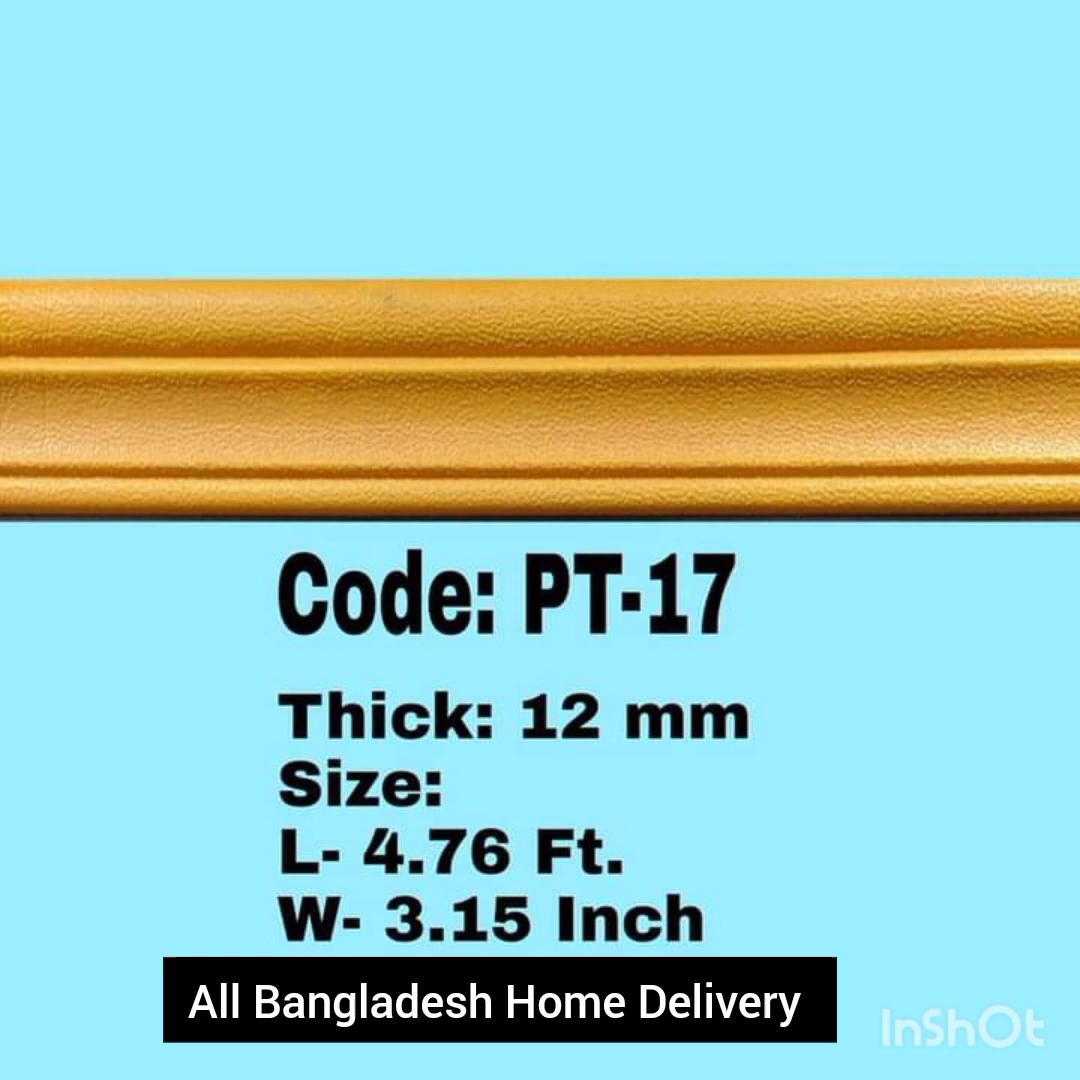 Code: PT-17
Thick: 12 mm
Size:
L- 4.76 Ft.
W- 3.15 Inch
All Bangladesh Home Delivery
InShOt